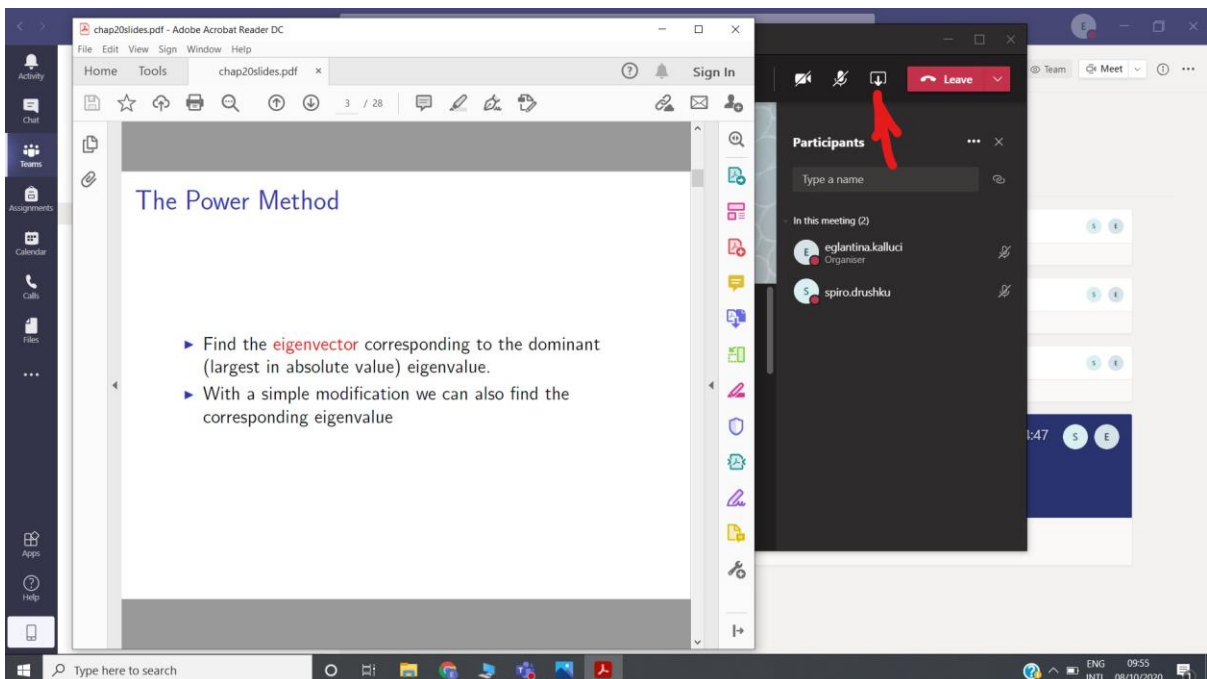 Activity
Chat
Teams
Assignments
Calendar
Calls
Files
Apps
Help
chap20slides.pdf - Adobe Acrobat Reader DC
File Edit View Sign Window Help
Home Tools chap20slides.pdf Sign In
3 / 28
The Power Method
Find the eigenvector corresponding to the dominant
(largest in absolute value) eigenvalue.
With a simple modification we can also find the
corresponding eigenvalue
Leave
Participants
Type a name
In this meeting (2)
E eglantina.kalluci
Organiser
S spiro.drushku
E
Team Meet
S E
S E
S E
:47 S E
Type here to search
ENG 09:55
INTL 08/10/2020